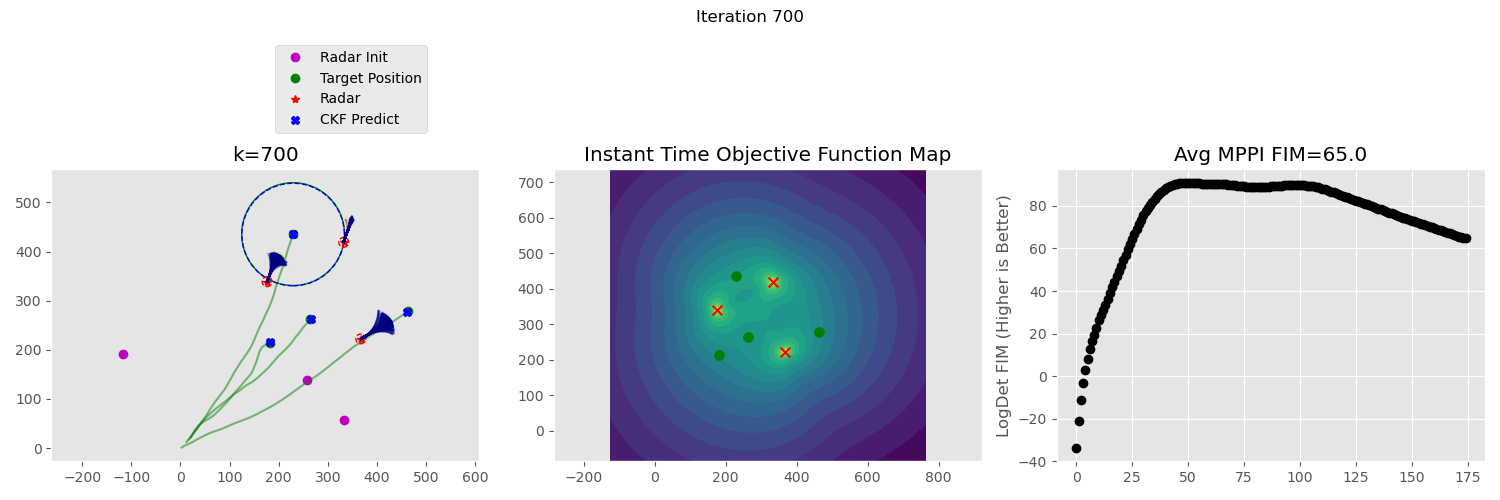 Iteration 700
Radar Init
Target Position
Radar
CKF Predict
k=700
500
400
300
200
100
0
−200 −100 0 100 200 300 400 500 600
Instant Time Objective Function Map
700
600
500
400
300
200
100
0
−200 0 200 400 600 800
Avg MPPI FIM=65.0
LogDet FIM (Higher is Better)
80
60
40
20
0
−20
−40
0 25 50 75 100 125 150 175